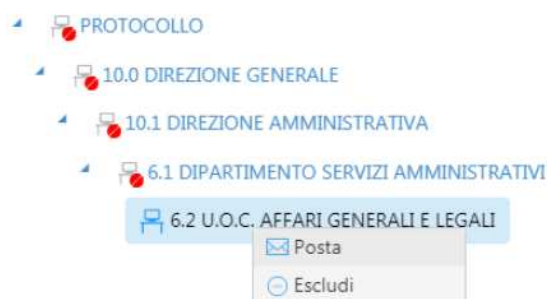 PROTOCOLLO
10.0 DIREZIONE GENERALE
10.1 DIREZIONE AMMINISTRATIVA
6.1 DIPARTIMENTO SERVIZI AMMINISTRATIVI
6.2 U.O.C. AFFARI GENERALI E LEGALI
Posta
Escludi